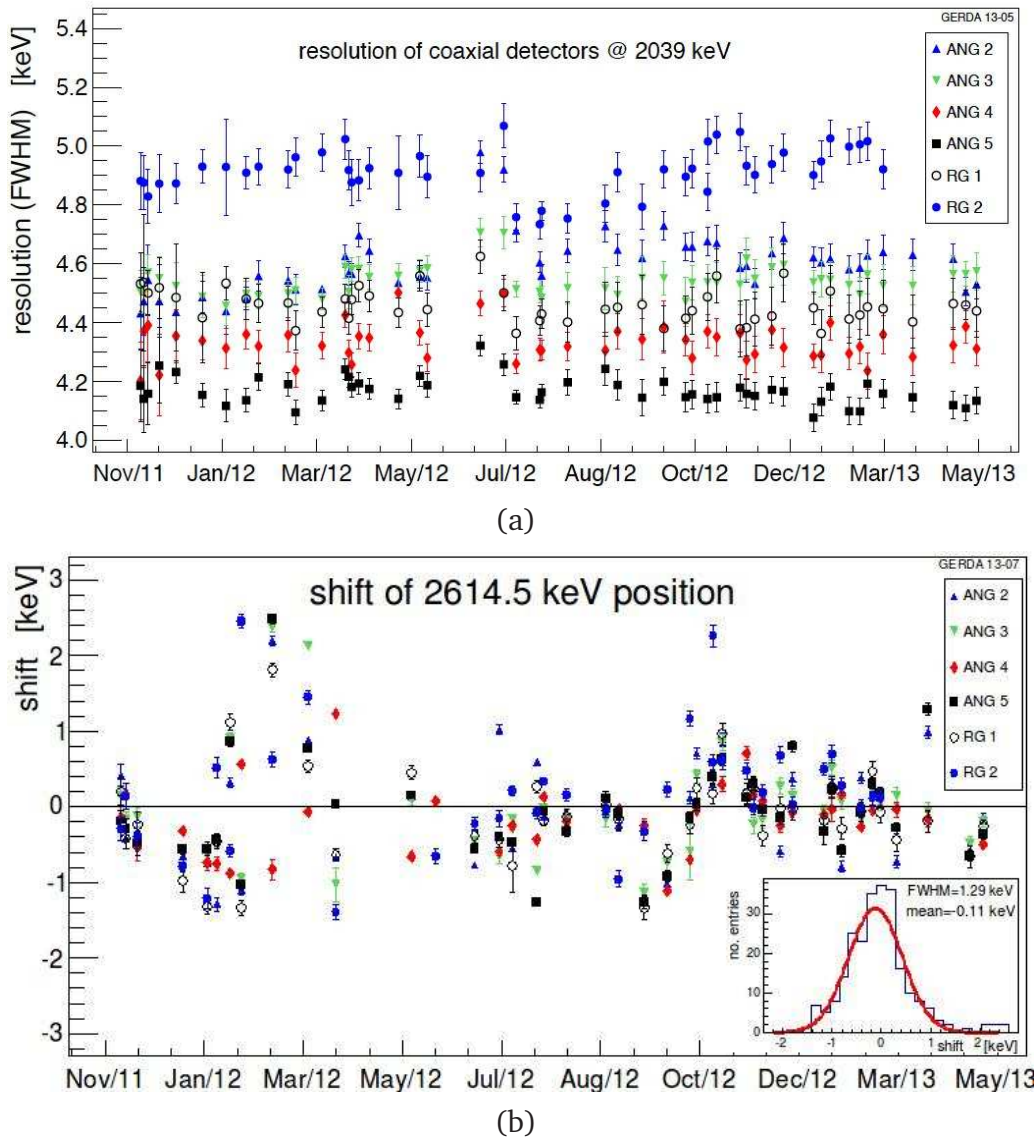 GERDA 13-05
resolution of coaxial detectors @ 2039 keV
resolution (FWHM) [keV]
5.4
5.2
5.0
4.8
4.6
4.4
4.2
4.0
ANG 2
ANG 3
ANG 4
ANG 5
RG 1
RG 2
Nov/11 Jan/12 Mar/12 May/12 Jul/12 Aug/12 Oct/12 Dec/12 Mar/13 May/13
(a)
GERDA 13-07
shift of 2614.5 keV position
shift [keV]
3
2
1
0
-1
-2
-3
ANG 2
ANG 3
ANG 4
ANG 5
RG 1
RG 2
FWHM=1.29 keV
mean=-0.11 keV
no. entries
30
20
10
0
-2 -1 0 1 2
shift [keV]
Nov/11 Jan/12 Mar/12 May/12 Jul/12 Aug/12 Oct/12 Dec/12 Mar/13 May/13
(b)